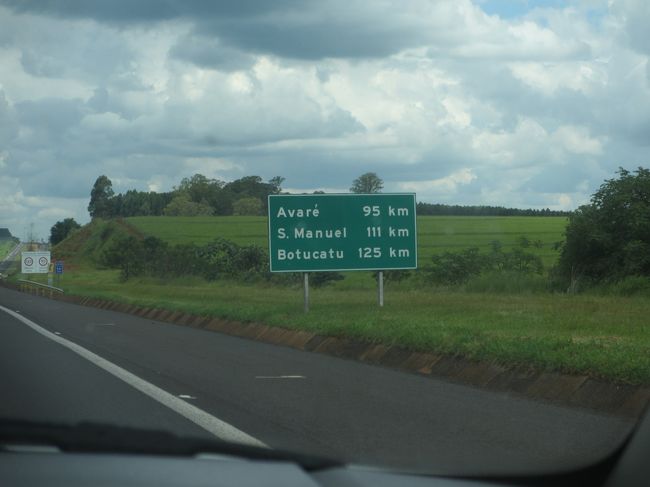 Avaré 95 km
S. Manuel 111 km
Botucatu 125 km